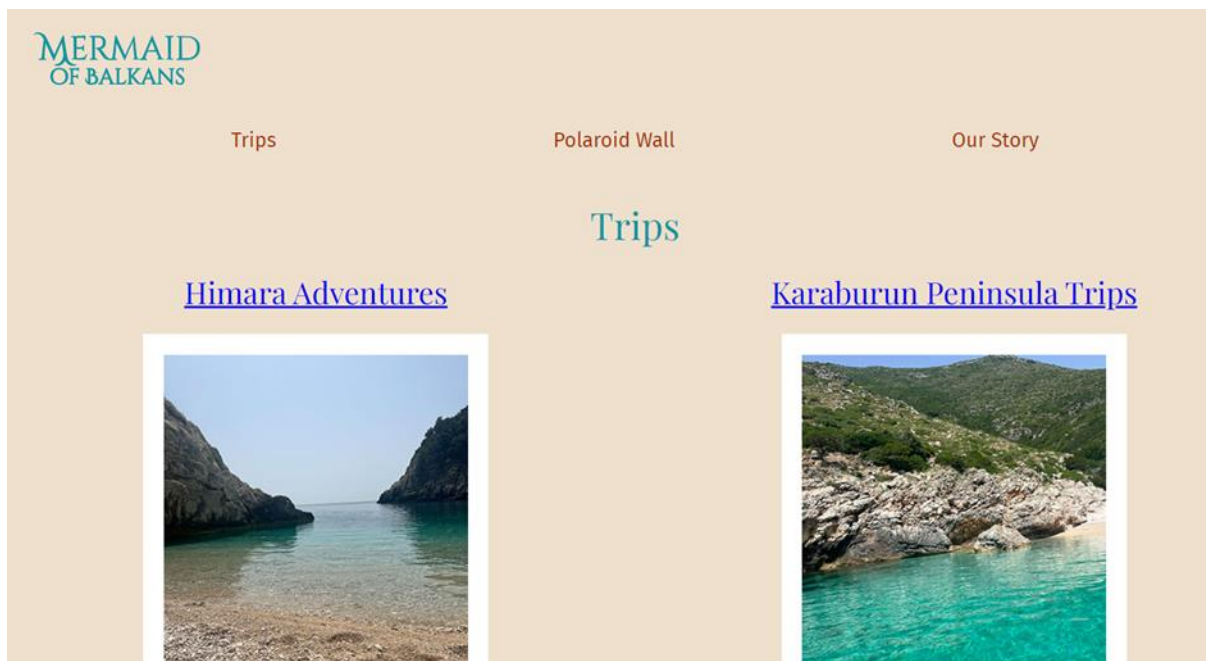 MERMAID
OF BALKANS
Trips
Polaroid Wall
Our Story
Trips
Himara Adventures
Karaburun Peninsula Trips